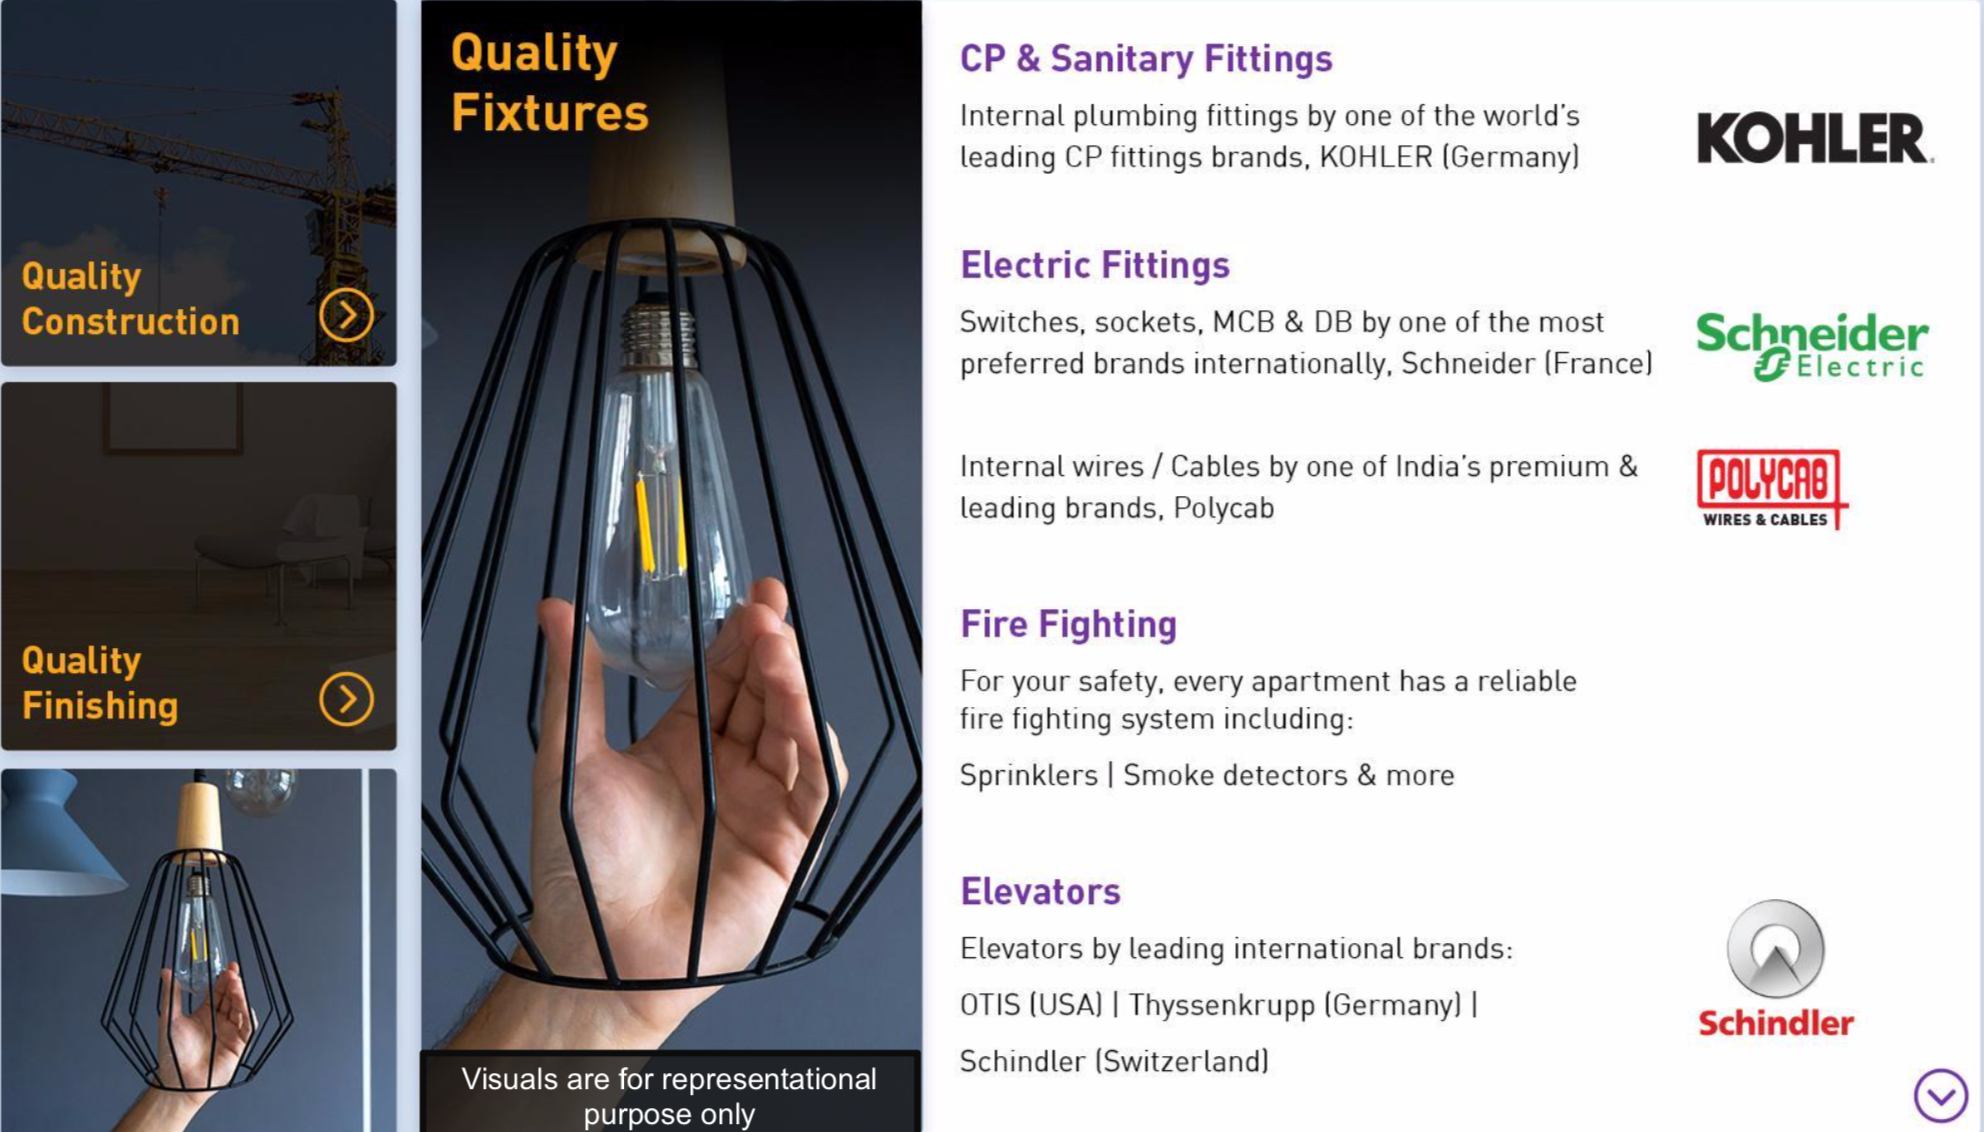 Quality
Construction
Quality
Finishing
Quality
Fixtures
Visuals are for representational
purpose only
CP & Sanitary Fittings
Internal plumbing fittings by one of the world's
leading CP fittings brands, KOHLER (Germany)
KOHLER
Electric Fittings
Switches, sockets, MCB & DB by one of the most
preferred brands internationally, Schneider (France)
Schneider
Electric
Internal wires / Cables by one of India's premium &
leading brands, Polycab
POLYCAB
WIRES & CABLES
Fire Fighting
For your safety, every apartment has a reliable
fire fighting system including:
Sprinklers | Smoke detectors & more
Elevators
Elevators by leading international brands:
OTIS (USA) | Thyssenkrupp (Germany) |
Schindler (Switzerland)
Schindler